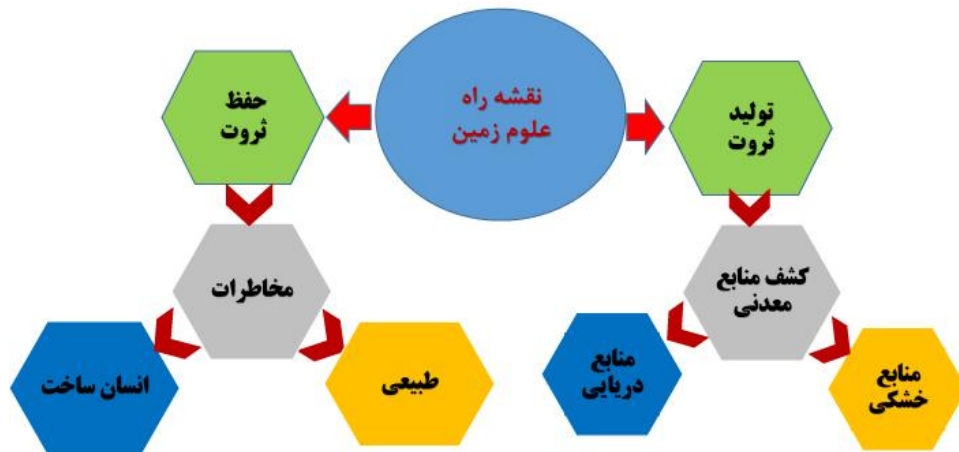 نقشه راه
علوم زمین
تولید
ثروت
حفظ
ثروت
کشف منابع
معدنی
مخاطرات
منابع
خشکی
منابع
دریایی
طبیعی
انسان ساخت